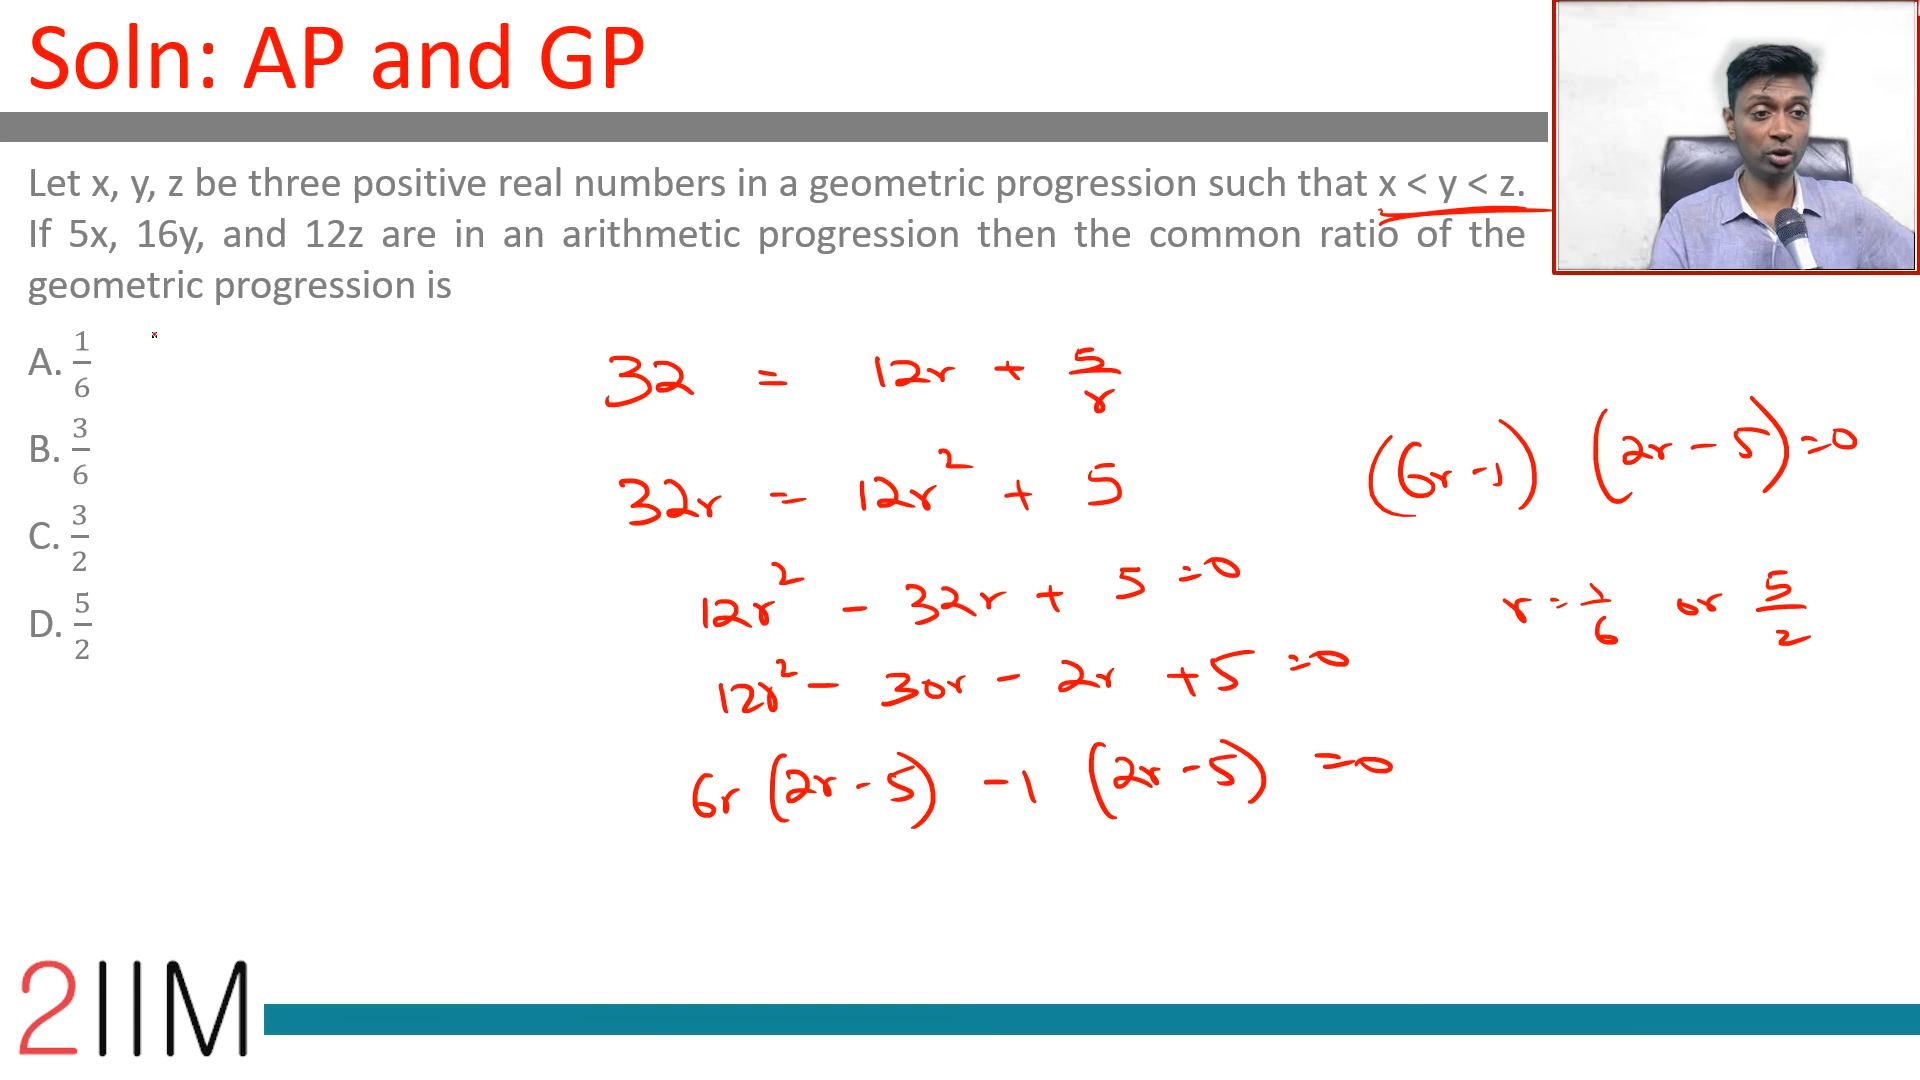 Soln: AP and GP
Let x, y, z be three positive real numbers in a geometric progression such that x < y < z.
If 5x, 16y, and 12z are in an arithmetic progression then the common ratio of the
geometric progression is
A. 1/6
B. 3/6
C. 3/2
D. 5/2
32 = 12r + 5/r
32r = 12r² + 5
12r² - 32r + 5 =0
12r² - 30r - 2r +5 =0
6r (2r - 5) -1 (2r -5) =0
(6r -1) (2r - 5)=0
r = 1/6 or 5/2
2IIM